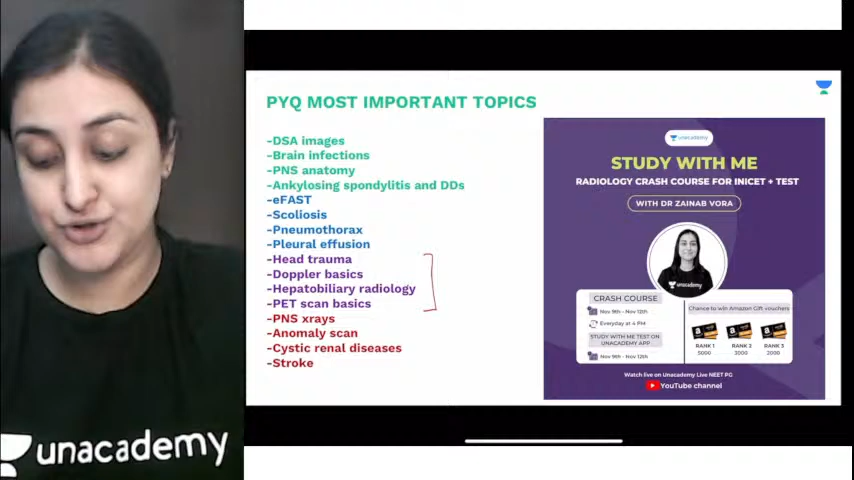 PYQ MOST IMPORTANT TOPICS
-DSA images
-Brain infections
-PNS anatomy
-Ankylosing spondylitis and DDs
-eFAST
-Scoliosis
-Pneumothorax
-Pleural effusion
-Head trauma
-Doppler basics
-Hepatobiliary radiology
-PET scan basics
-PNS xrays
-Anomaly scan
-Cystic renal diseases
-Stroke
unacademy
STUDY WITH ME
RADIOLOGY CRASH COURSE FOR INICET + TEST
WITH DR ZAINAB VORA
unacademy
CRASH COURSE
Nov 9th - Nov 12th
Everyday at 4 PM
STUDY WITH ME TEST ON
UNACADEMY APP
Nov 9th - Nov 12th
Chance to win Amazon Gift vouchers
RANK 1
5000
RANK 2
3000
RANK 3
2000
Watch live on Unacademy Live NEET PG
YouTube channel
unacademy